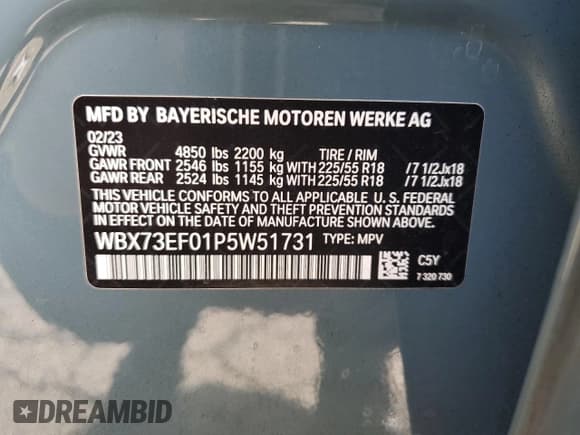 MFD BY BAYERISCHE MOTOREN WERKE AG
02/23
GVWR 4850 lbs 2200 kg TIRE / RIM
GAWR FRONT 2546 lbs 1155 kg WITH 225/55 R18 / 7 1/2Jx18
GAWR REAR 2524 lbs 1145 kg WITH 225/55 R18 / 7 1/2Jx18
THIS VEHICLE CONFORMS TO ALL APPLICABLE U. S. FEDERAL
MOTOR VEHICLE SAFETY AND THEFT PREVENTION STANDARDS
IN EFFECT ON THE DATE OF MANUFACTURE SHOWN ABOVE.
WBX73EF01P5W51731 TYPE: MPV
C5Y
7 320 730
DREAMBID